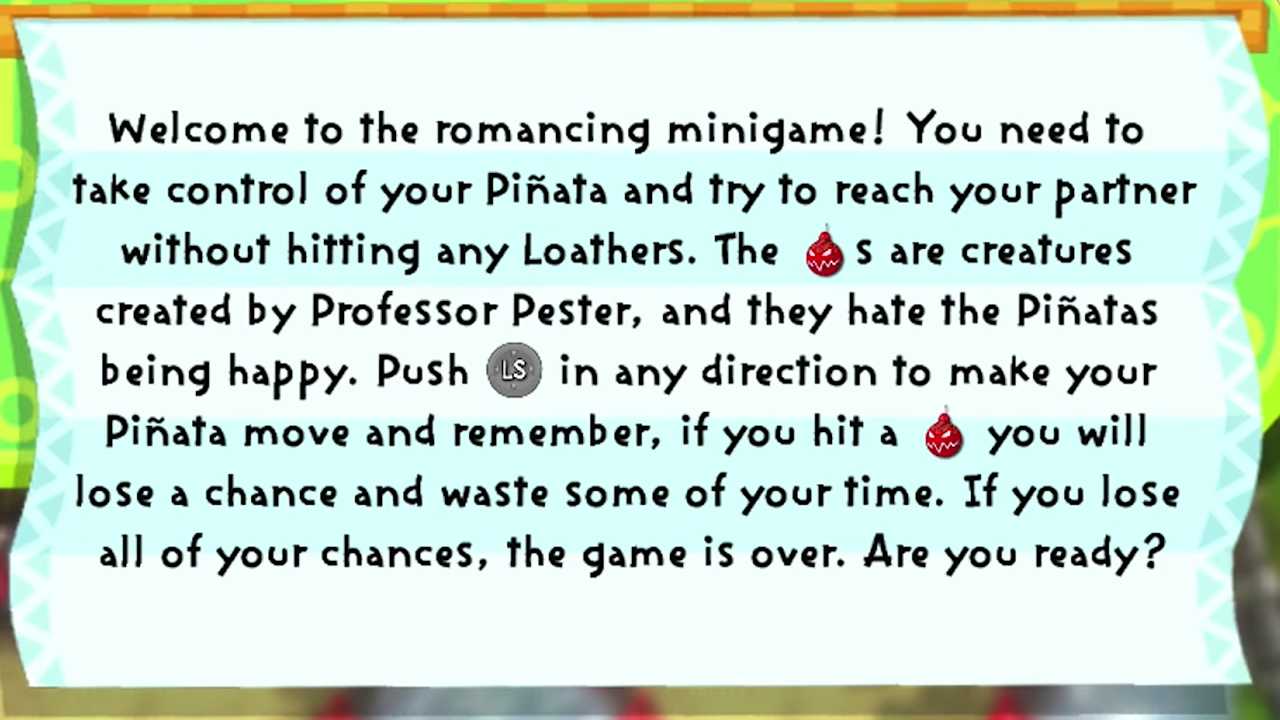 Welcome to the romancing minigame! You need to
take control of your Piñata and try to reach your partner
without hitting any Loathers. The s are creatures
created by Professor Pester, and they hate the Piñatas
being happy. Push LS in any direction to make your
Piñata move and remember, if you hit a you will
lose a chance and waste some of your time. If you lose
all of your chances, the game is over. Are you ready?